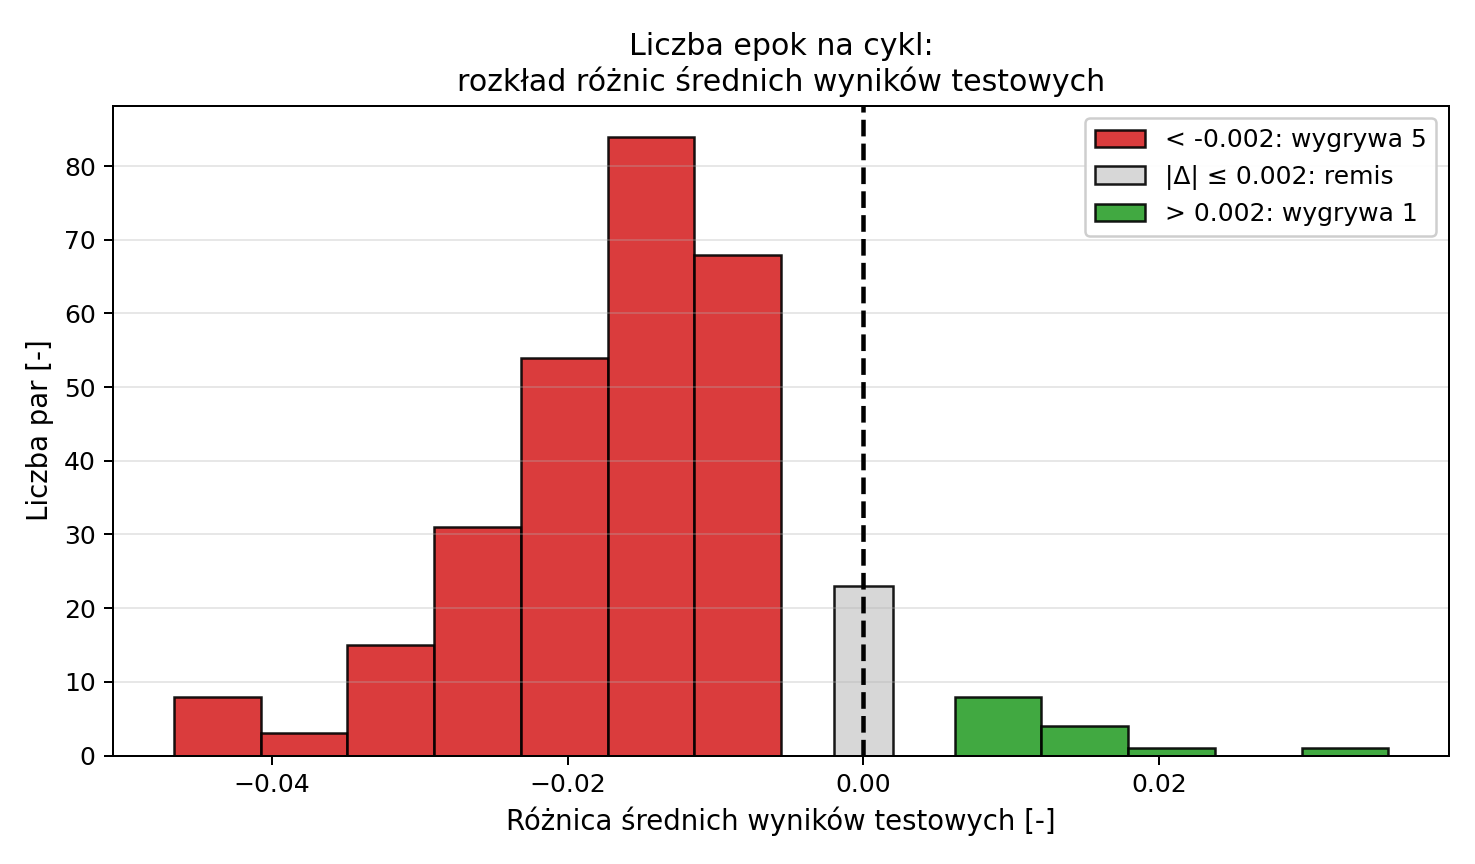 Liczba epok na cykl:
rozkład różnic średnich wyników testowych
< -0.002: wygrywa 5
|Δ| ≤ 0.002: remis
> 0.002: wygrywa 1
Liczba par [-]
80
70
60
50
40
30
20
10
0
−0.04
−0.02
0.00
0.02
Różnica średnich wyników testowych [-]